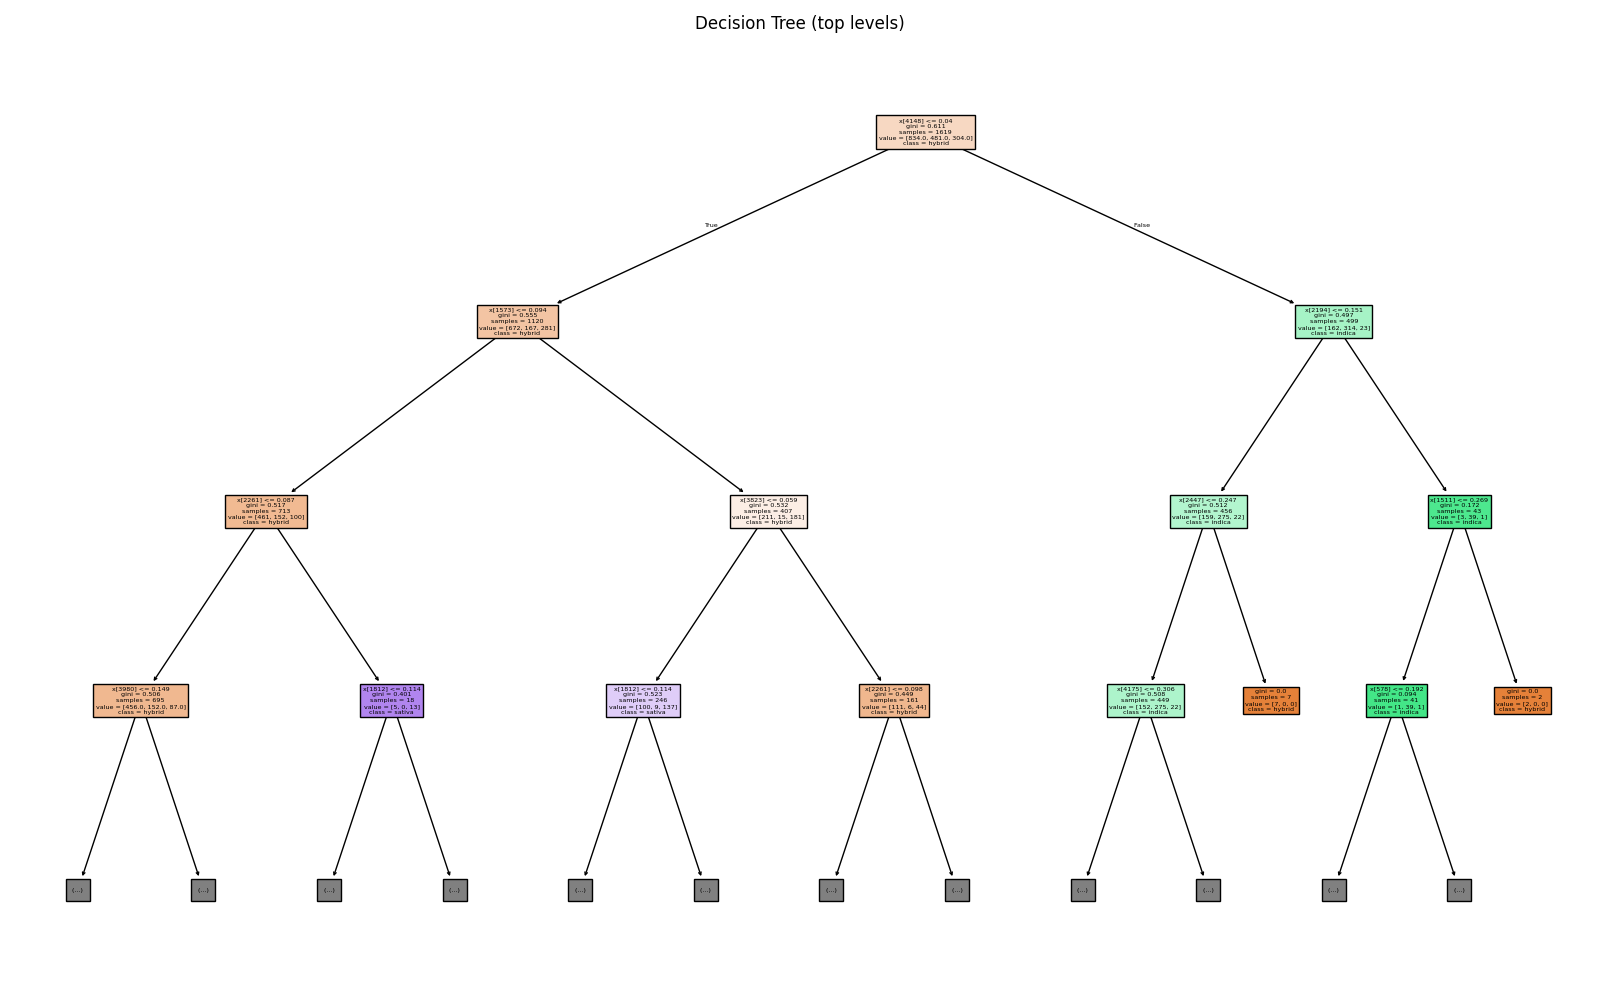 Decision Tree (top levels)
x[4148] <= 0.04
gini = 0.611
samples = 1619
value = [834.0, 481.0, 304.0]
class = hybrid
True
False
x[1573] <= 0.094
gini = 0.555
samples = 1120
value = [672, 167, 281]
class = hybrid
x[2194] <= 0.151
gini = 0.497
samples = 499
value = [162, 314, 23]
class = indica
x[2261] <= 0.087
gini = 0.517
samples = 713
value = [461, 152, 100]
class = hybrid
x[3823] <= 0.059
gini = 0.532
samples = 407
value = [211, 15, 181]
class = hybrid
x[2447] <= 0.247
gini = 0.512
samples = 456
value = [159, 275, 22]
class = indica
x[1511] <= 0.269
gini = 0.172
samples = 43
value = [3, 39, 1]
class = indica
x[3980] <= 0.149
gini = 0.506
samples = 695
value = [456.0, 152.0, 87.0]
class = hybrid
x[1812] <= 0.114
gini = 0.401
samples = 18
value = [5, 0, 13]
class = sativa
x[1812] <= 0.114
gini = 0.523
samples = 246
value = [100, 9, 137]
class = sativa
x[2261] <= 0.098
gini = 0.449
samples = 161
value = [111, 6, 44]
class = hybrid
x[4175] <= 0.306
gini = 0.508
samples = 449
value = [152, 275, 22]
class = indica
gini = 0.0
samples = 7
value = [7, 0, 0]
class = hybrid
x[578] <= 0.192
gini = 0.094
samples = 41
value = [1, 39, 1]
class = indica
gini = 0.0
samples = 2
value = [2, 0, 0]
class = hybrid
(...)
(...)
(...)
(...)
(...)
(...)
(...)
(...)
(...)
(...)
(...)
(...)